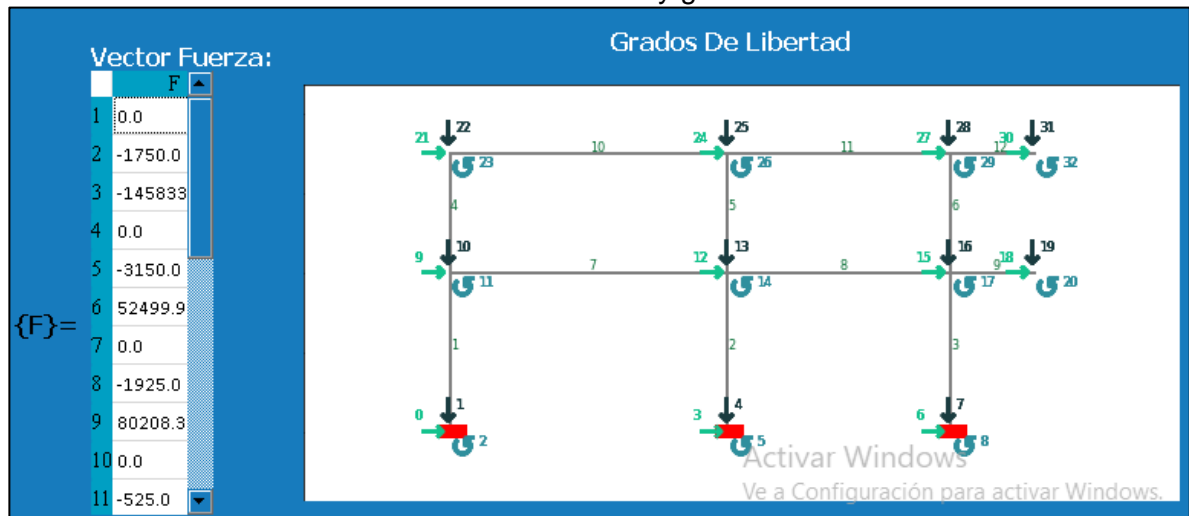 Grados De Libertad
Vector Fuerza:
F
1 0.0
2 -1750.0
3 -145833
4 0.0
5 -3150.0
6 52499.9
7 0.0
8 -1925.0
9 80208.3
10 0.0
11 -525.0
{F}=
22 25 28 31
21 10 24 11 27 12 30
23 26 29 32
4 5 6
10 13 16 19
9 7 12 8 15 9 18
11 14 17 20
1 2 3
1 4 7
0 3 6
2 5 8
Activar Windows
Ve a Configuración para activar Windows.